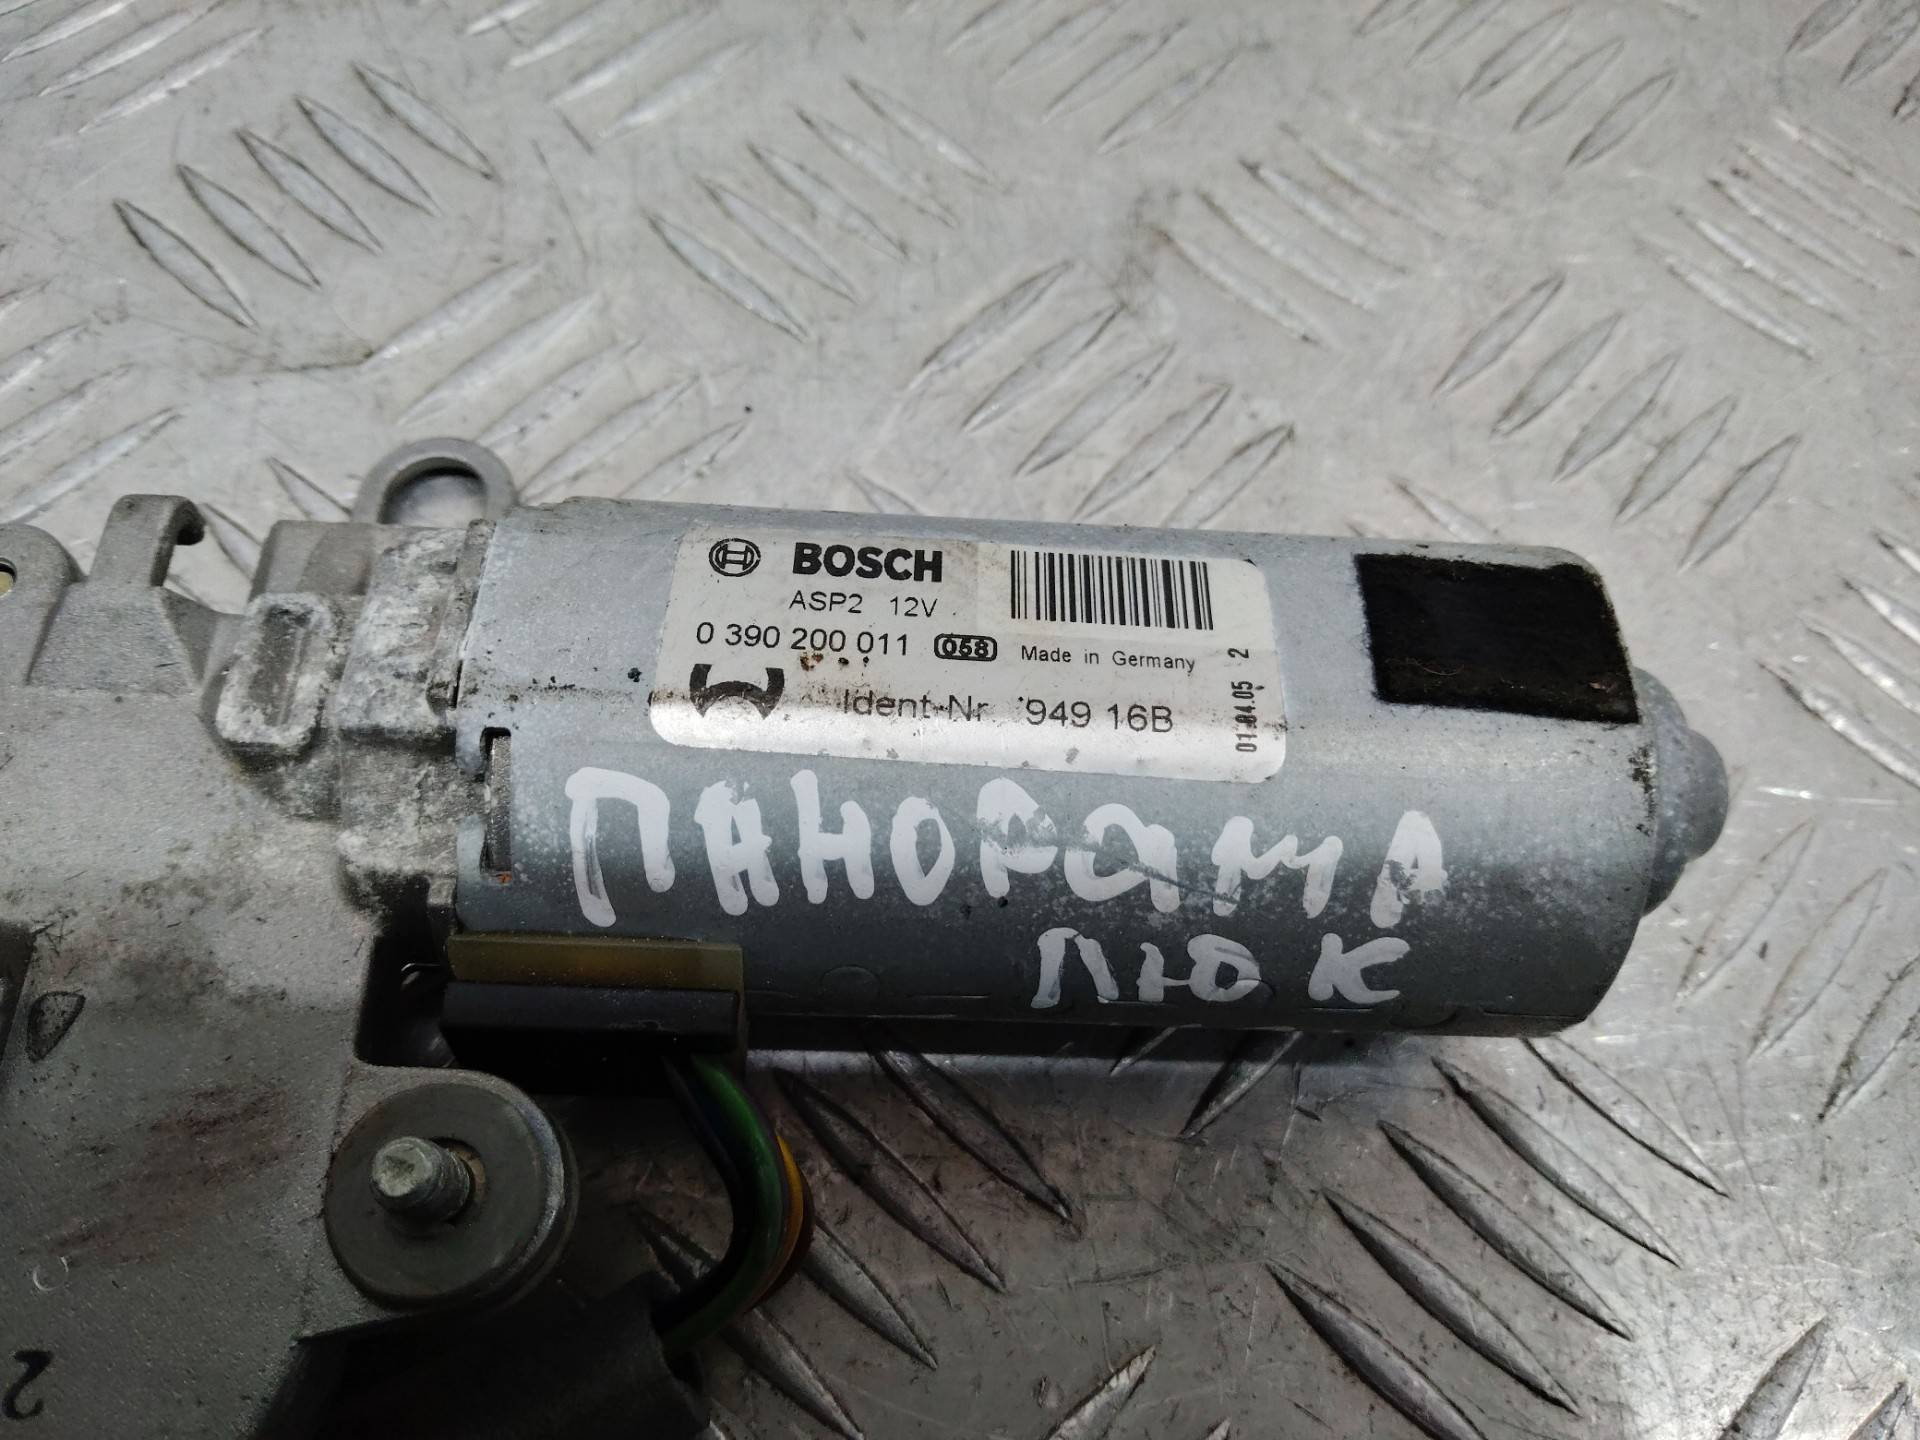 BOSCH
ASP2 12V
0 390 200 011 058 Made in Germany
Ident-Nr 949 16B
01.04.05 2
ПАНОРАМА
ЛЮК
2